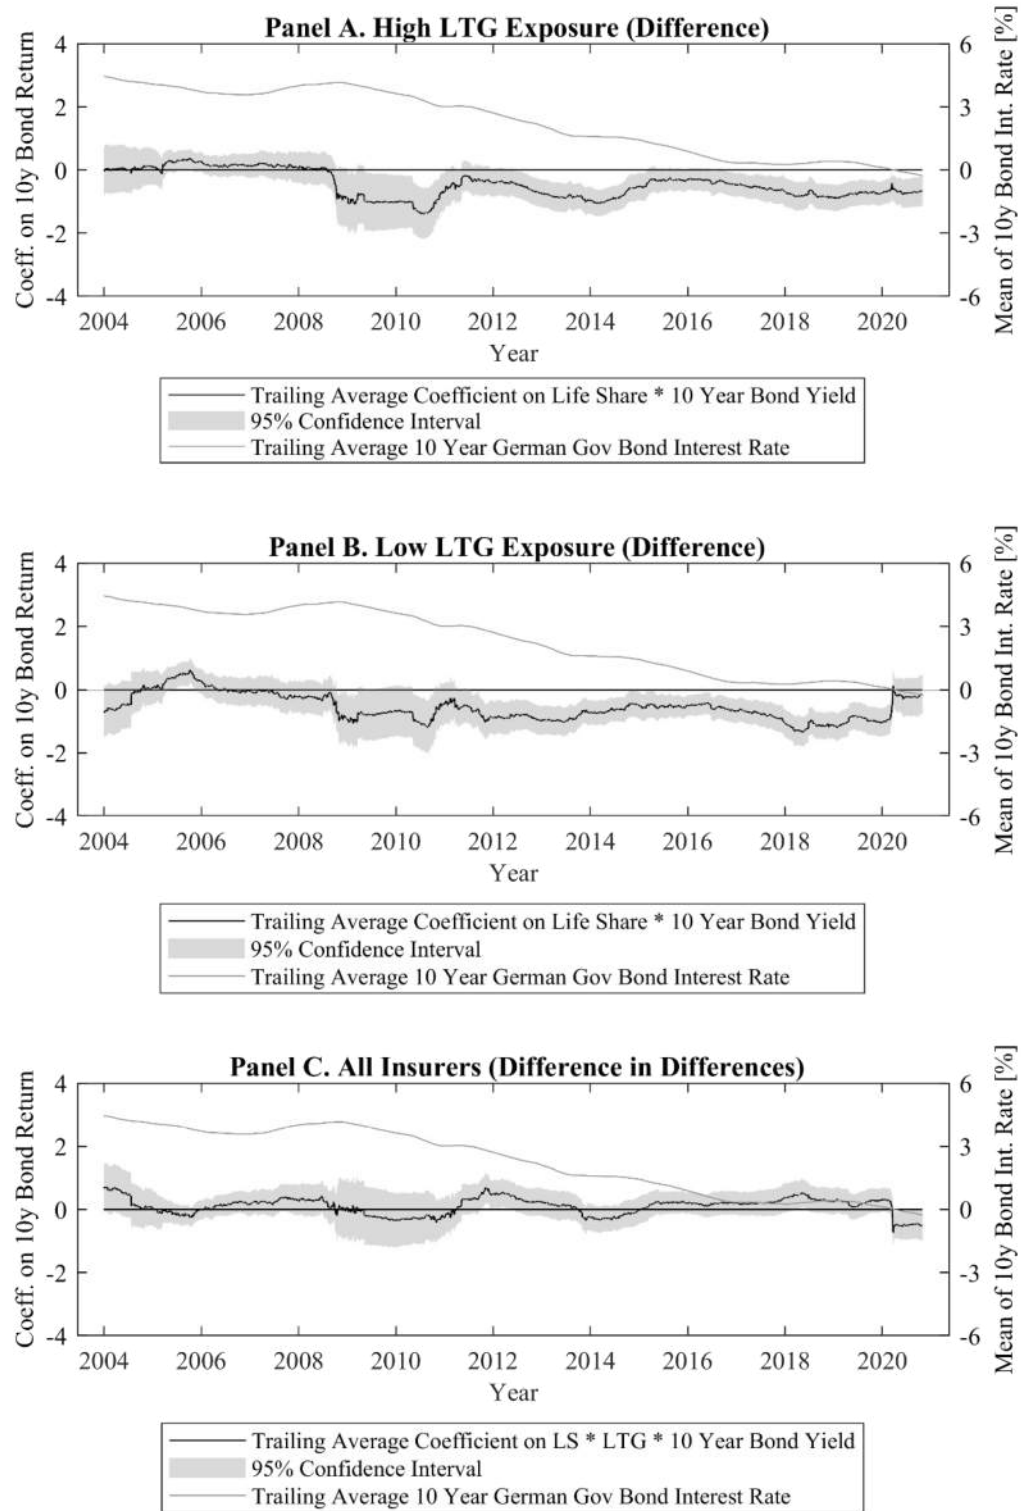 Panel A. High LTG Exposure (Difference)
Coeff. on 10y Bond Return
4
2
0
-2
-4
6
3
0
-3
-6
Mean of 10y Bond Int. Rate [%]
2004 2006 2008 2010 2012 2014 2016 2018 2020
Year
Trailing Average Coefficient on Life Share * 10 Year Bond Yield
95% Confidence Interval
Trailing Average 10 Year German Gov Bond Interest Rate
Panel B. Low LTG Exposure (Difference)
Coeff. on 10y Bond Return
4
2
0
-2
-4
6
3
0
-3
-6
Mean of 10y Bond Int. Rate [%]
2004 2006 2008 2010 2012 2014 2016 2018 2020
Year
Trailing Average Coefficient on Life Share * 10 Year Bond Yield
95% Confidence Interval
Trailing Average 10 Year German Gov Bond Interest Rate
Panel C. All Insurers (Difference in Differences)
Coeff. on 10y Bond Return
4
2
0
-2
-4
6
3
0
-3
-6
Mean of 10y Bond Int. Rate [%]
2004 2006 2008 2010 2012 2014 2016 2018 2020
Year
Trailing Average Coefficient on LS * LTG * 10 Year Bond Yield
95% Confidence Interval
Trailing Average 10 Year German Gov Bond Interest Rate